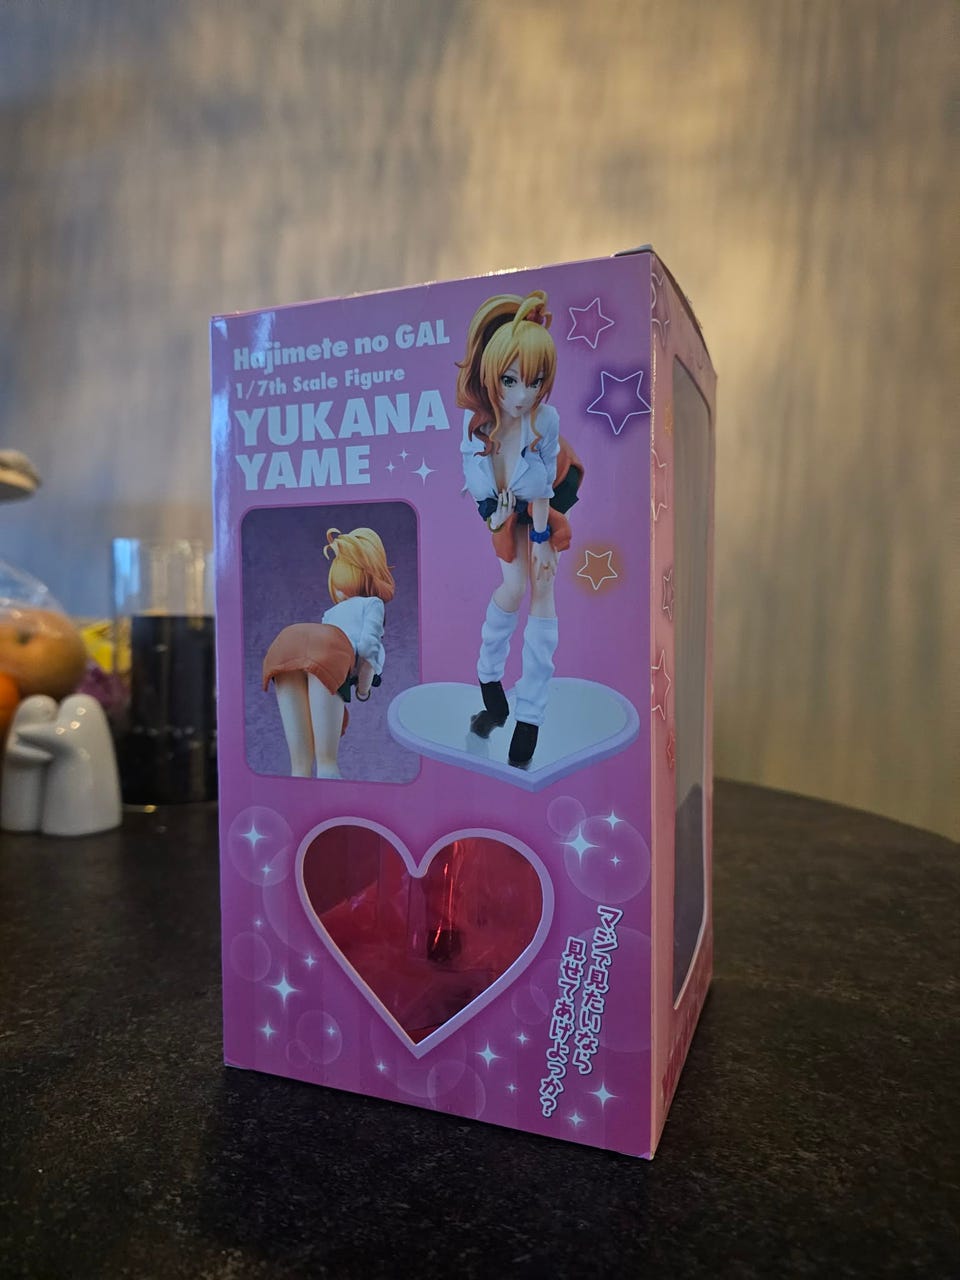 Hajimete no GAL
1/7th Scale Figure
YUKANA
YAME
マジで見たいなら
見せてあげよっか?